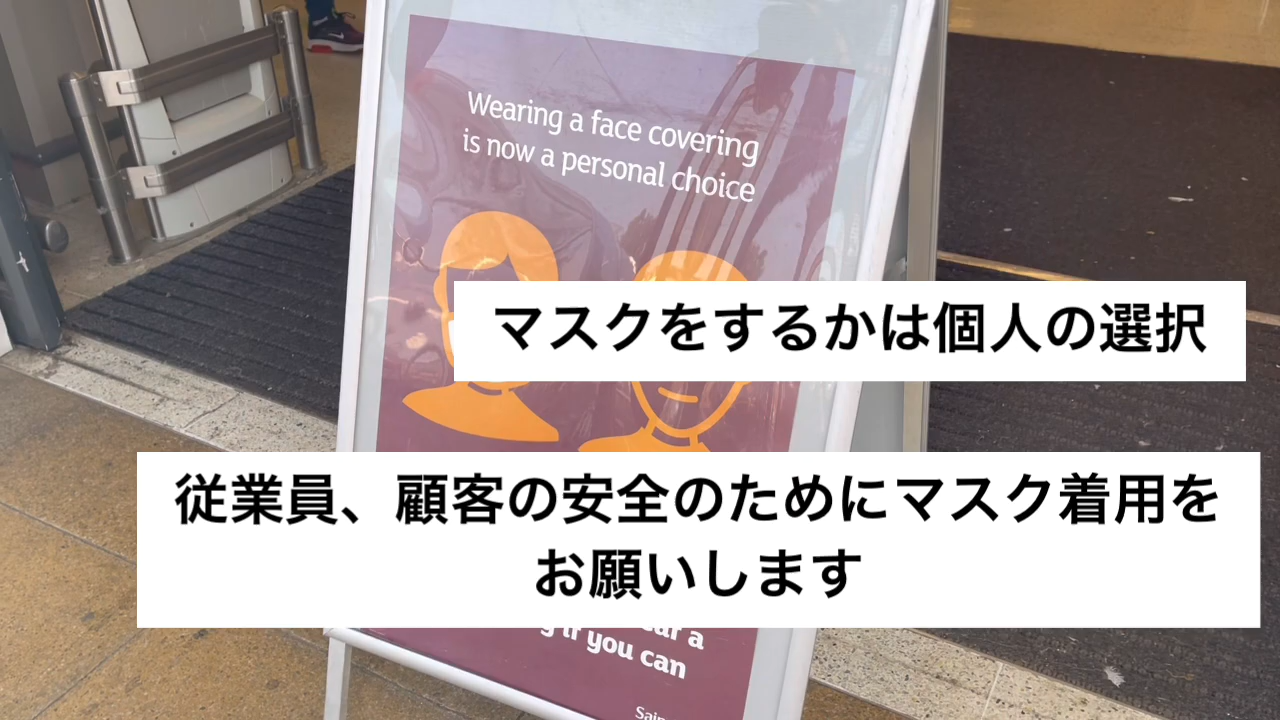 Wearing a face covering
is now a personal choice
マスクをするかは個人の選択
従業員、顧客の安全のためにマスク着用を
お願いします
a
if you can